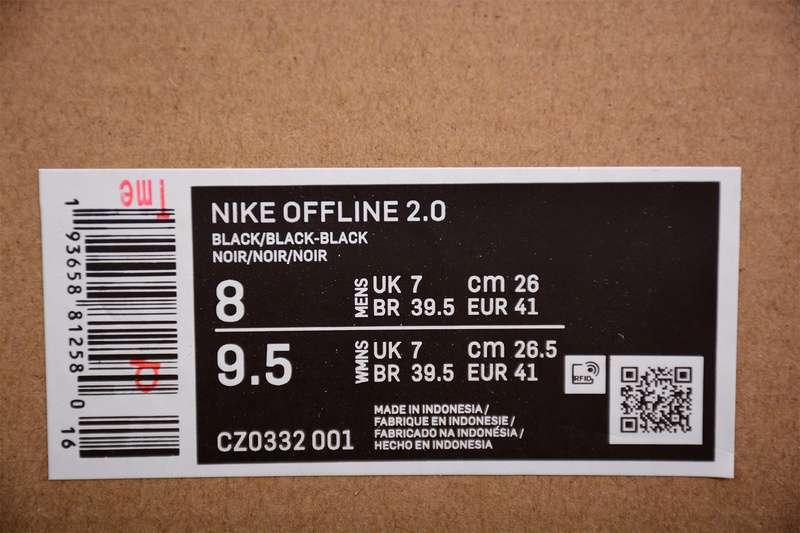 NIKE OFFLINE 2.0
BLACK/BLACK-BLACK
NOIR/NOIR/NOIR
8
MENS
UK 7 cm 26
BR 39.5 EUR 41
9.5
WMNS
UK 7 cm 26.5
BR 39.5 EUR 41
RFID
CZ0332 001
MADE IN INDONESIA/
FABRIQUE EN INDONESIE/
FABRICADO NA INDONÉSIA/
HECHO EN INDONESIA
1 93658 81258 0 16